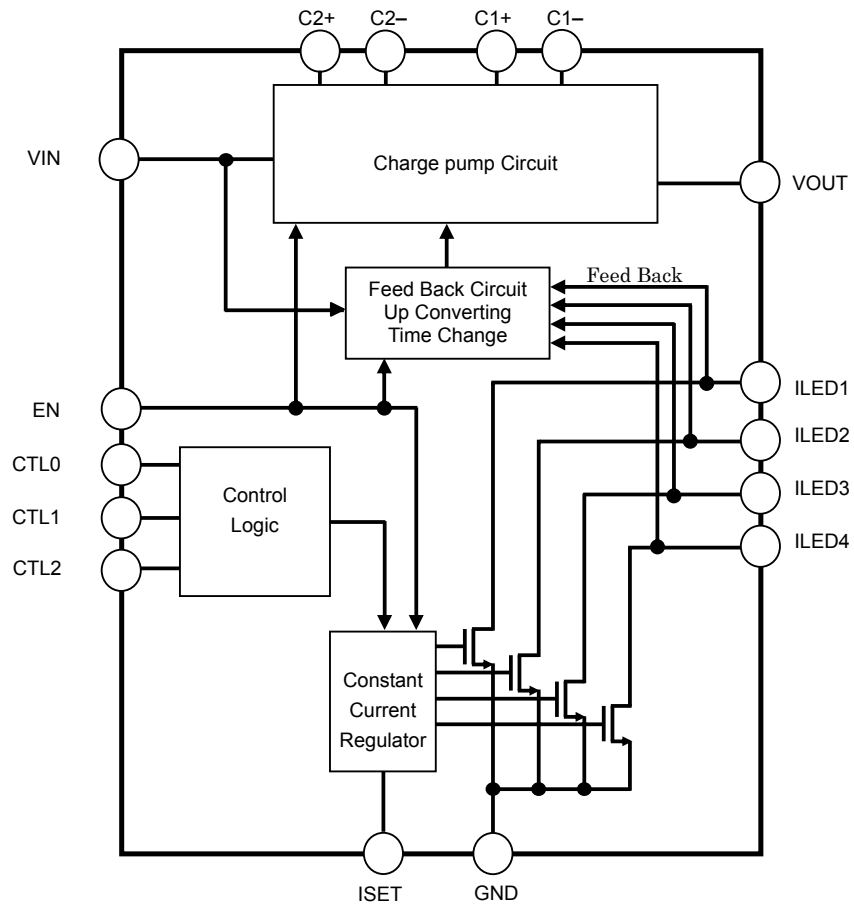 C2+
C2–
C1+
C1–
VIN
Charge pump Circuit
VOUT
Feed Back
Feed Back Circuit
Up Converting
Time Change
EN
ILED1
ILED2
CTL0
ILED3
Control
Logic
CTL1
ILED4
CTL2
Constant
Current
Regulator
ISET
GND